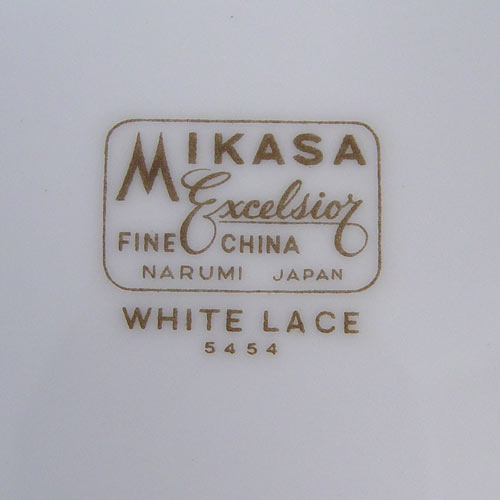 MIKASA
Excelsior
FINE CHINA
NARUMI JAPAN
WHITE LACE
5454